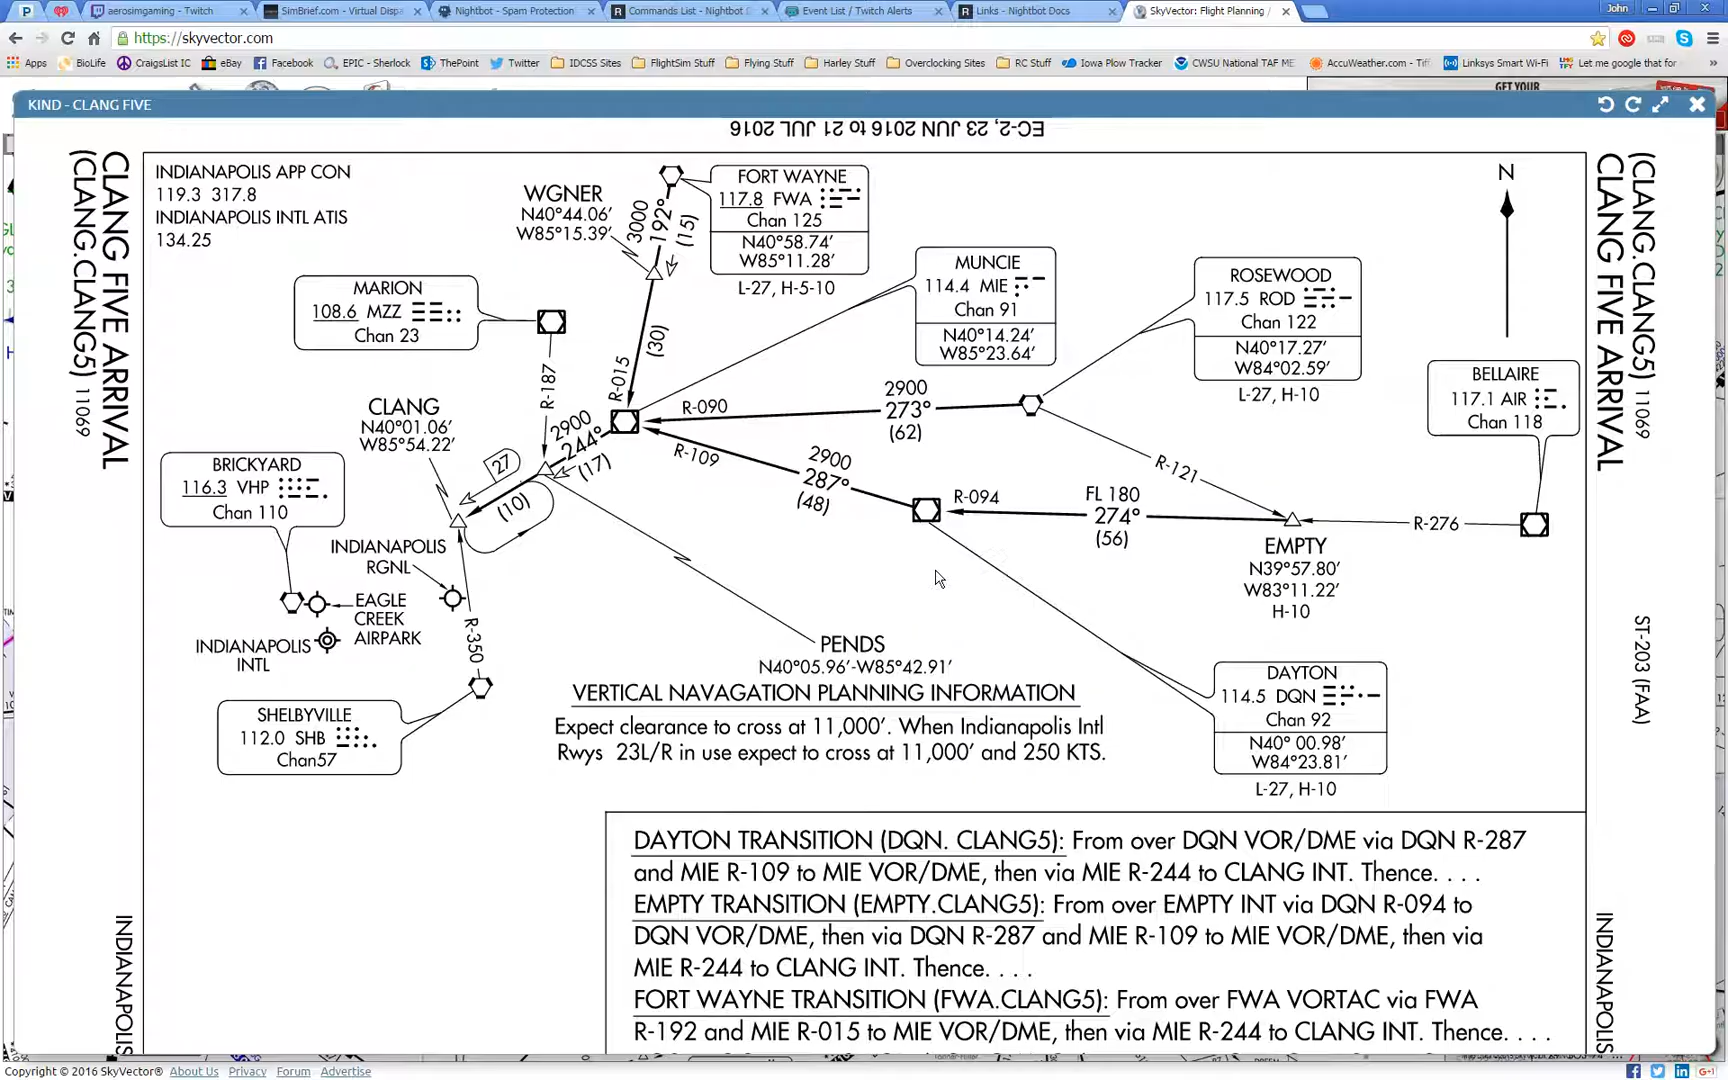 aerosimgaming - Twitch
SimBrief.com - Virtual Dispa
Nightbot - Spam Protection
Commands List - Nightbot D
Event List / Twitch Alerts
Links - Nightbot Docs
SkyVector: Flight Planning /
John
https://skyvector.com
Apps
BioLife
CraigsList IC
eBay
Facebook
EPIC - Sherlock
ThePoint
Twitter
IDCSS Sites
FlightSim Stuff
Flying Stuff
Harley Stuff
Overclocking Sites
RC Stuff
Iowa Plow Tracker
CWSU National TAF ME
AccuWeather.com - Tiff
Linksys Smart Wi-Fi
Let me google that for
GET YOUR
KIND - CLANG FIVE
EC-2, 23 JUN 2016 to 21 JUL 2016
CLANG FIVE ARRIVAL
(CLANG.CLANG5) 11069
INDIANAPOLIS APP CON
119.3 317.8
INDIANAPOLIS INTL ATIS
134.25
WGNER
N40°44.06'
W85°15.39'
3000
192°
(15)
FORT WAYNE
117.8 FWA
Chan 125
N40°58.74'
W85°11.28'
L-27, H-5-10
N
MARION
108.6 MZZ
Chan 23
R-187
R-015
(30)
MUNCIE
114.4 MIE
Chan 91
N40°14.24'
W85°23.64'
ROSEWOOD
117.5 ROD
Chan 122
N40°17.27'
W84°02.59'
L-27, H-10
BELLAIRE
117.1 AIR
Chan 118
(CLANG.CLANG5) 11069
CLANG FIVE ARRIVAL
CLANG
N40°01.06'
W85°54.22'
2900
244°
(17)
27
(10)
R-090
2900
273°
(62)
R-109
2900
287°
(48)
R-121
R-094
FL 180
274°
(56)
R-276
EMPTY
N39°57.80'
W83°11.22'
H-10
BRICKYARD
116.3 VHP
Chan 110
INDIANAPOLIS
RGNL
EAGLE
CREEK
AIRPARK
INDIANAPOLIS
INTL
R-350
SHELBYVILLE
112.0 SHB
Chan57
PENDS
N40°05.96'-W85°42.91'
VERTICAL NAVAGATION PLANNING INFORMATION
Expect clearance to cross at 11,000'. When Indianapolis Intl
Rwys 23L/R in use expect to cross at 11,000' and 250 KTS.
DAYTON
114.5 DQN
Chan 92
N40° 00.98'
W84°23.81'
L-27, H-10
ST-203 (FAA)
DAYTON TRANSITION (DQN. CLANG5): From over DQN VOR/DME via DQN R-287
and MIE R-109 to MIE VOR/DME, then via MIE R-244 to CLANG INT. Thence. . . .
EMPTY TRANSITION (EMPTY.CLANG5): From over EMPTY INT via DQN R-094 to
DQN VOR/DME, then via DQN R-287 and MIE R-109 to MIE VOR/DME, then via
MIE R-244 to CLANG INT. Thence. . . .
FORT WAYNE TRANSITION (FWA.CLANG5): From over FWA VORTAC via FWA
R-192 and MIE R-015 to MIE VOR/DME, then via MIE R-244 to CLANG INT. Thence. . . .
INDIANAPOLIS
INDIANAPOLIS
Copyright © 2016 SkyVector®
About Us
Privacy
Forum
Advertise